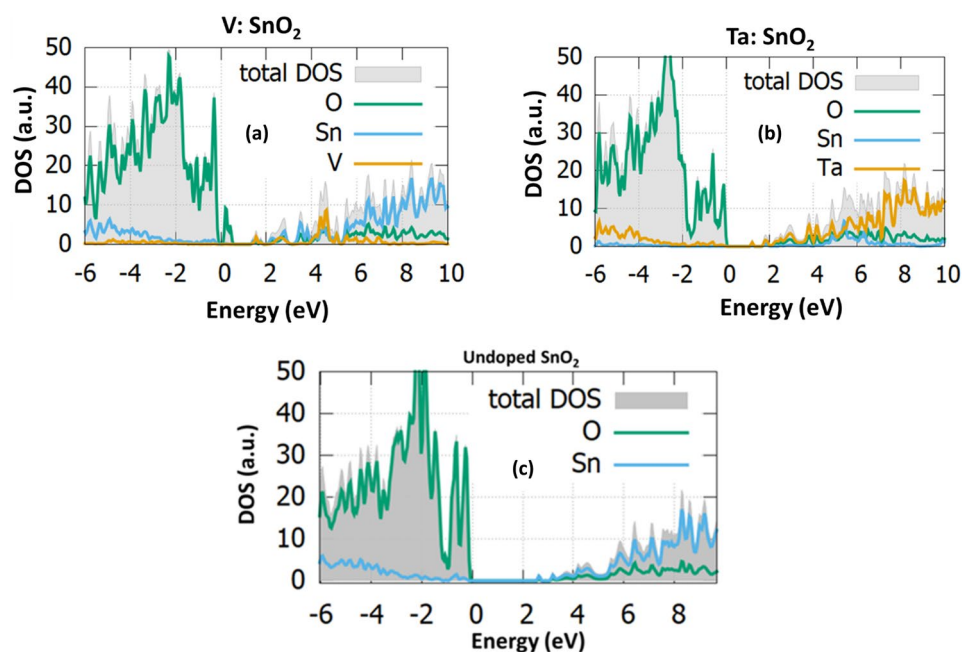 V: SnO₂
50
40
30
20
10
0
DOS (a.u.)
total DOS
O
Sn
V
(a)
-6 -4 -2 0 2 4 6 8 10
Energy (eV)
Ta: SnO₂
50
40
30
20
10
0
DOS (a.u.)
total DOS
O
Sn
Ta
(b)
-6 -4 -2 0 2 4 6 8 10
Energy (eV)
Undoped SnO₂
50
40
30
20
10
0
DOS (a.u.)
total DOS
O
Sn
(c)
-6 -4 -2 0 2 4 6 8
Energy (eV)